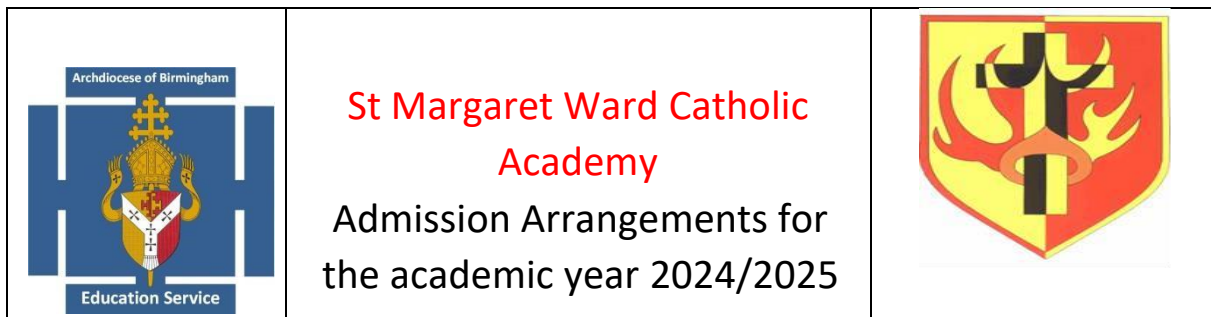 Archdiocese of Birmingham
Education Service
St Margaret Ward Catholic
Academy
Admission Arrangements for
the academic year 2024/2025